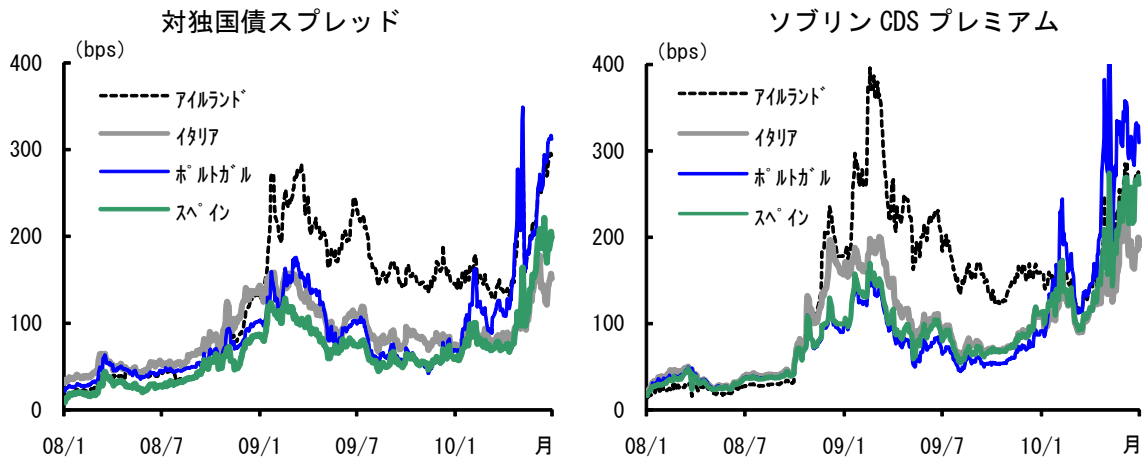 対独国債スプレッド
(bps)
400
300
200
100
0
ｱｲﾙﾗﾝﾄﾞ
イタリア
ﾎﾟﾙﾄｶﾞﾙ
ｽﾍﾟｲﾝ
08/1 08/7 09/1 09/7 10/1 月
ソブリン CDS プレミアム
(bps)
400
300
200
100
0
ｱｲﾙﾗﾝﾄﾞ
イタリア
ﾎﾟﾙﾄｶﾞﾙ
ｽﾍﾟｲﾝ
08/1 08/7 09/1 09/7 10/1 月